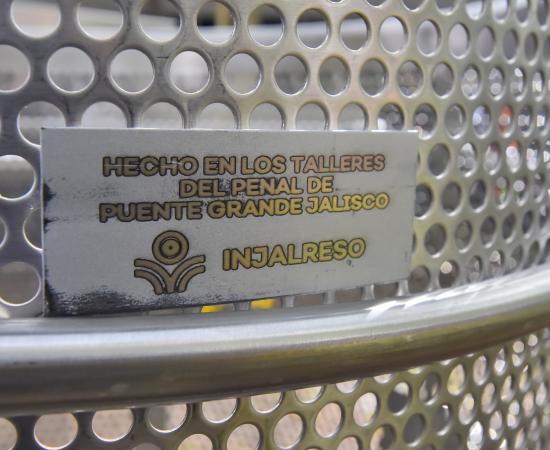 HECHO EN LOS TALLERES
DEL PENAL DE
PUENTE GRANDE JALISCO
INJALRESO